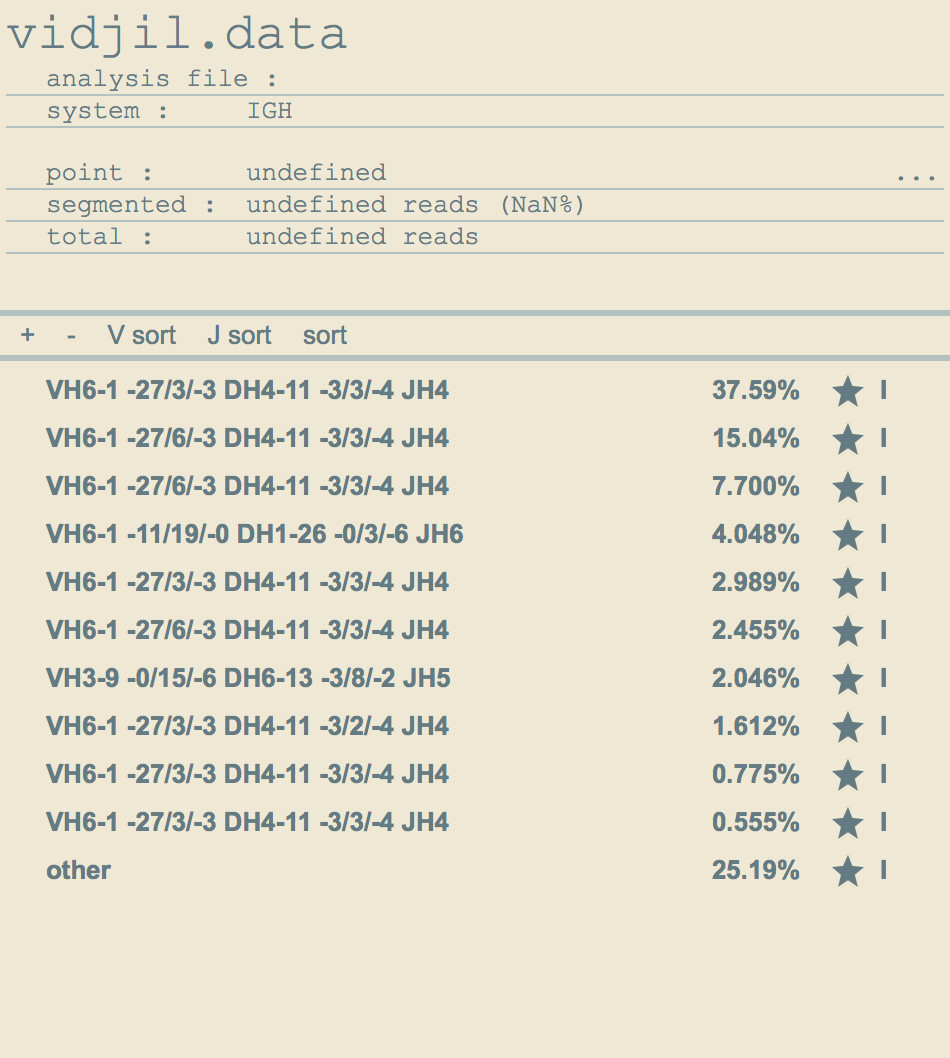 vidjil.data
analysis file :
system : IGH
point : undefined ...
segmented : undefined reads (NaN%)
total : undefined reads
+ - V sort J sort sort
VH6-1 -27/3/-3 DH4-11 -3/3/-4 JH4 37.59% ★ I
VH6-1 -27/6/-3 DH4-11 -3/3/-4 JH4 15.04% ★ I
VH6-1 -27/6/-3 DH4-11 -3/3/-4 JH4 7.700% ★ I
VH6-1 -11/19/-0 DH1-26 -0/3/-6 JH6 4.048% ★ I
VH6-1 -27/3/-3 DH4-11 -3/3/-4 JH4 2.989% ★ I
VH6-1 -27/6/-3 DH4-11 -3/3/-4 JH4 2.455% ★ I
VH3-9 -0/15/-6 DH6-13 -3/8/-2 JH5 2.046% ★ I
VH6-1 -27/3/-3 DH4-11 -3/2/-4 JH4 1.612% ★ I
VH6-1 -27/3/-3 DH4-11 -3/3/-4 JH4 0.775% ★ I
VH6-1 -27/3/-3 DH4-11 -3/3/-4 JH4 0.555% ★ I
other 25.19% ★ I